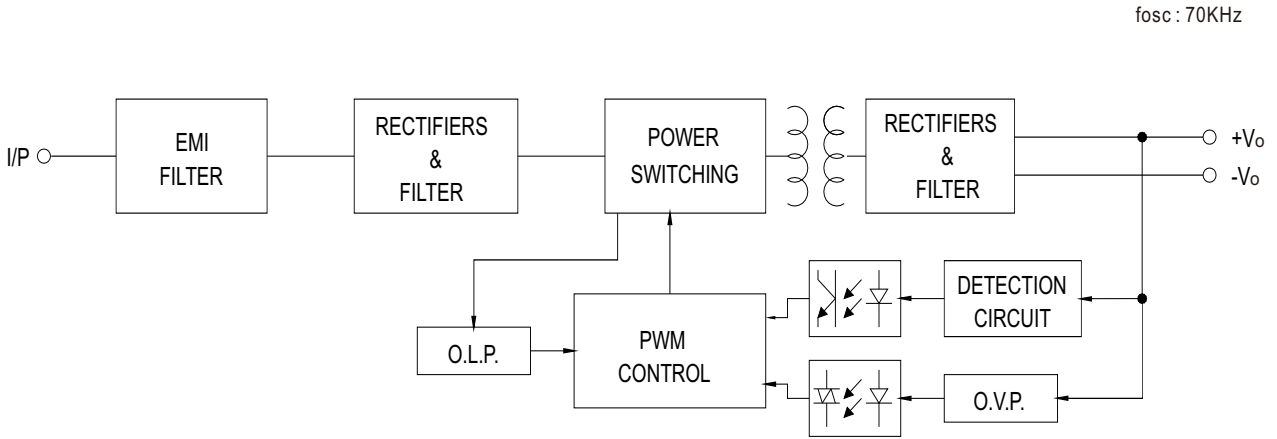 fosc : 70KHz
I/P
EMI
FILTER
RECTIFIERS
&
FILTER
POWER
SWITCHING
RECTIFIERS
&
FILTER
+Vo
-Vo
O.L.P.
PWM
CONTROL
DETECTION
CIRCUIT
O.V.P.